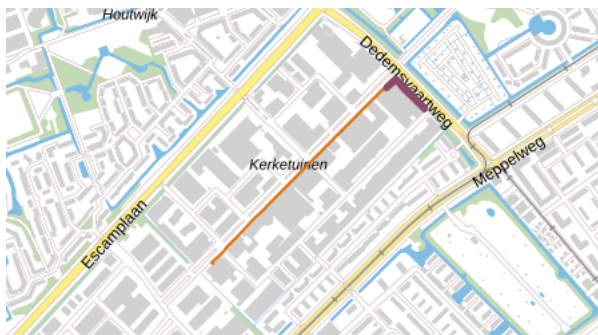 Houtwijk
Dedemsvaartweg
Kerketuinen
Meppelweg
Escamplaan